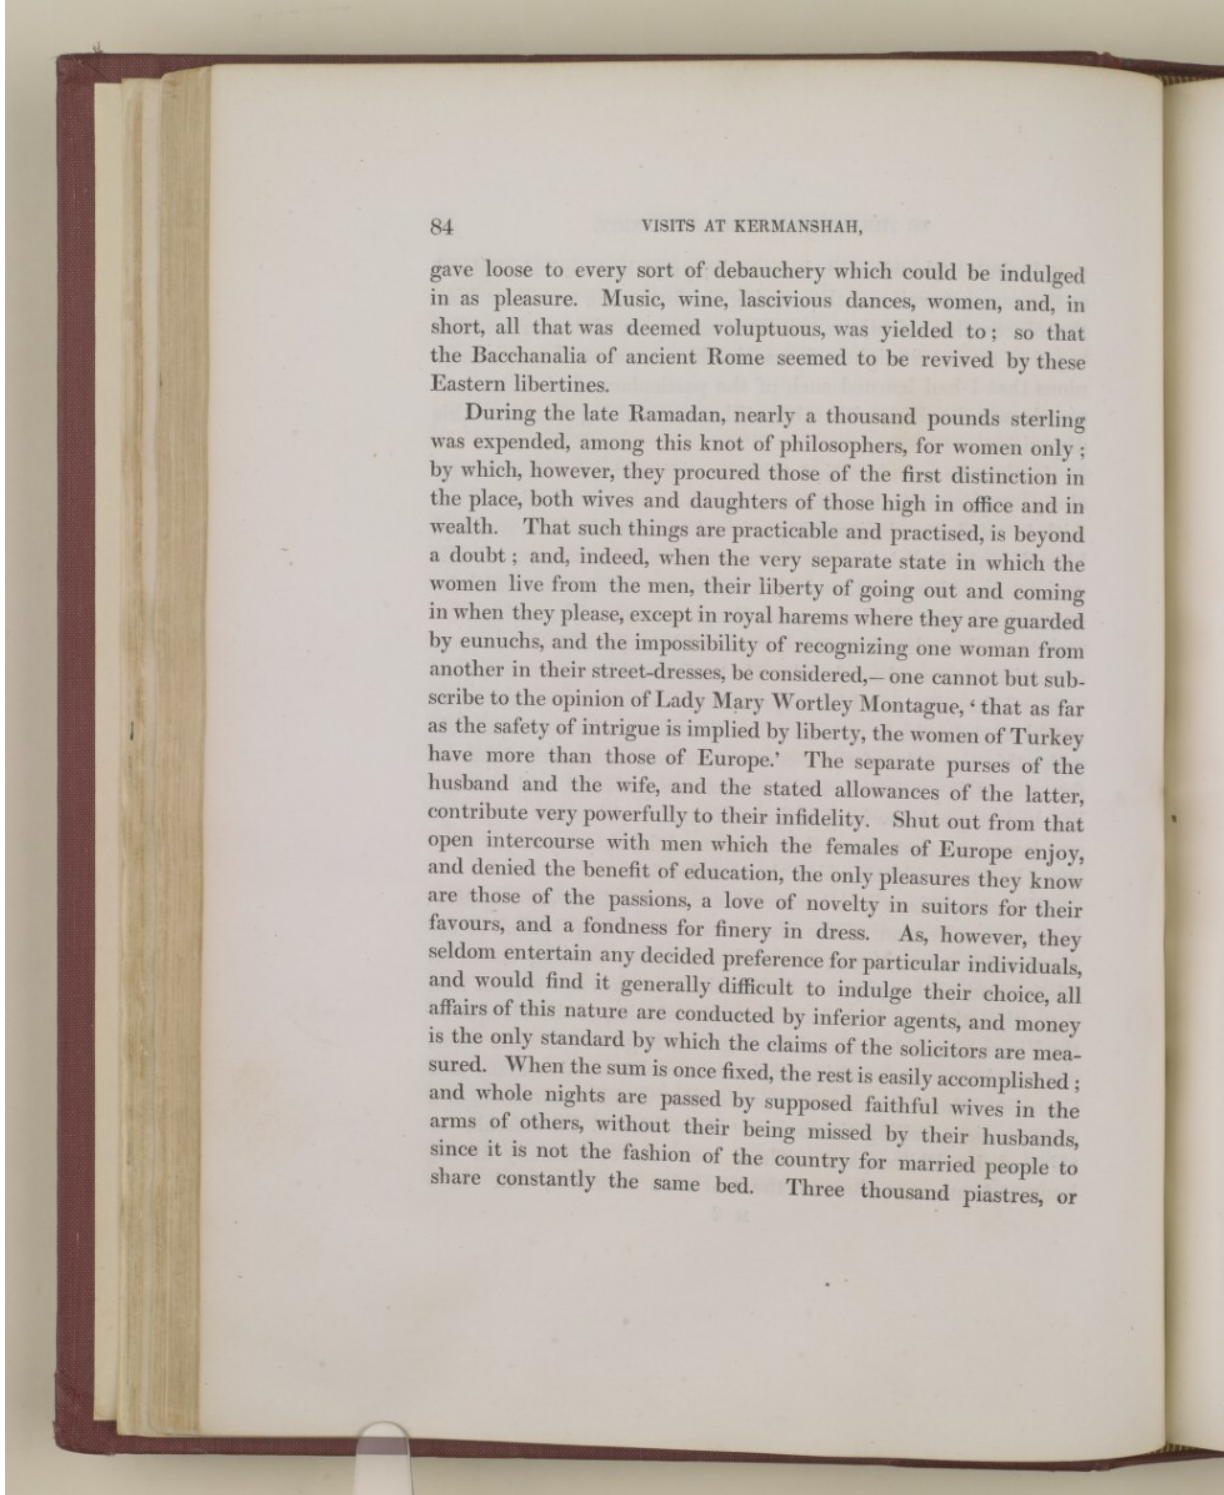 84 VISITS AT KERMANSHAH,
gave loose to every sort of debauchery which could be indulged
in as pleasure. Music, wine, lascivious dances, women, and, in
short, all that was deemed voluptuous, was yielded to; so that
the Bacchanalia of ancient Rome seemed to be revived by these
Eastern libertines.
During the late Ramadan, nearly a thousand pounds sterling
was expended, among this knot of philosophers, for women only;
by which, however, they procured those of the first distinction in
the place, both wives and daughters of those high in office and in
wealth. That such things are practicable and practised, is beyond
a doubt; and, indeed, when the very separate state in which the
women live from the men, their liberty of going out and coming
in when they please, except in royal harems where they are guarded
by eunuchs, and the impossibility of recognizing one woman from
another in their street-dresses, be considered,—one cannot but sub-
scribe to the opinion of Lady Mary Wortley Montague, ‘that as far
as the safety of intrigue is implied by liberty, the women of Turkey
have more than those of Europe.’ The separate purses of the
husband and the wife, and the stated allowances of the latter,
contribute very powerfully to their infidelity. Shut out from that
open intercourse with men which the females of Europe enjoy,
and denied the benefit of education, the only pleasures they know
are those of the passions, a love of novelty in suitors for their
favours, and a fondness for finery in dress. As, however, they
seldom entertain any decided preference for particular individuals,
and would find it generally difficult to indulge their choice, all
affairs of this nature are conducted by inferior agents, and money
is the only standard by which the claims of the solicitors are mea-
sured. When the sum is once fixed, the rest is easily accomplished;
and whole nights are passed by supposed faithful wives in the
arms of others, without their being missed by their husbands,
since it is not the fashion of the country for married people to
share constantly the same bed. Three thousand piastres, or